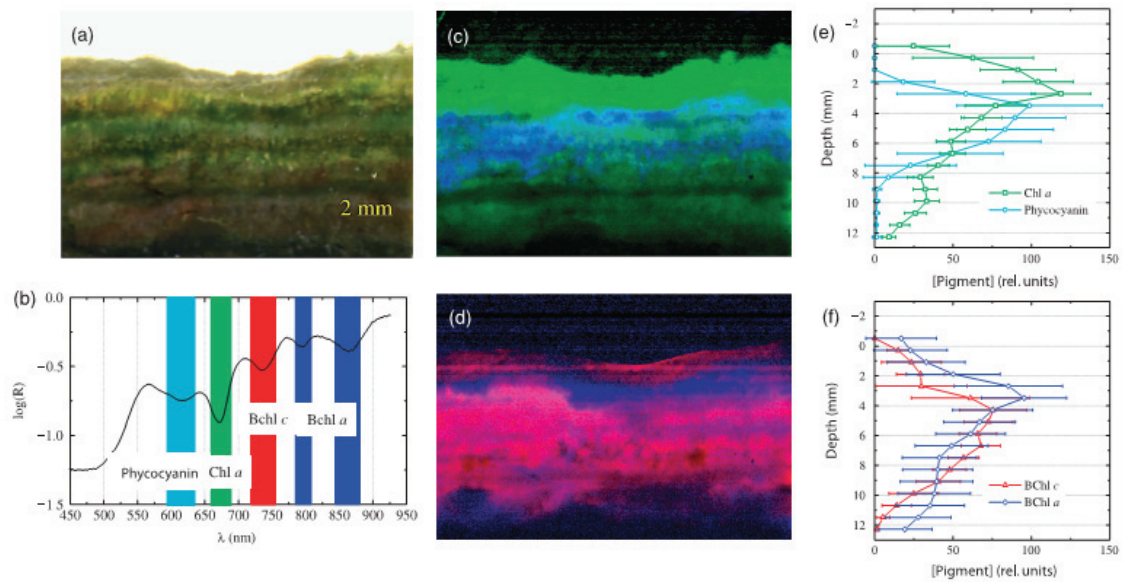 (a)
2 mm
(b)
0.0
-0.5
-1.0
-1.5
log(R)
Phycocyanin
Chl a
Bchl c
Bchl a
450 500 550 600 650 700 750 800 850 900 950
λ (nm)
(c)
(d)
(e)
-2
0
2
4
6
8
10
12
Depth (mm)
Chl a
Phycocyanin
0 50 100 150
[Pigment] (rel. units)
(f)
-2
0
2
4
6
8
10
12
Depth (mm)
BChl c
BChl a
0 50 100 150
[Pigment] (rel. units)